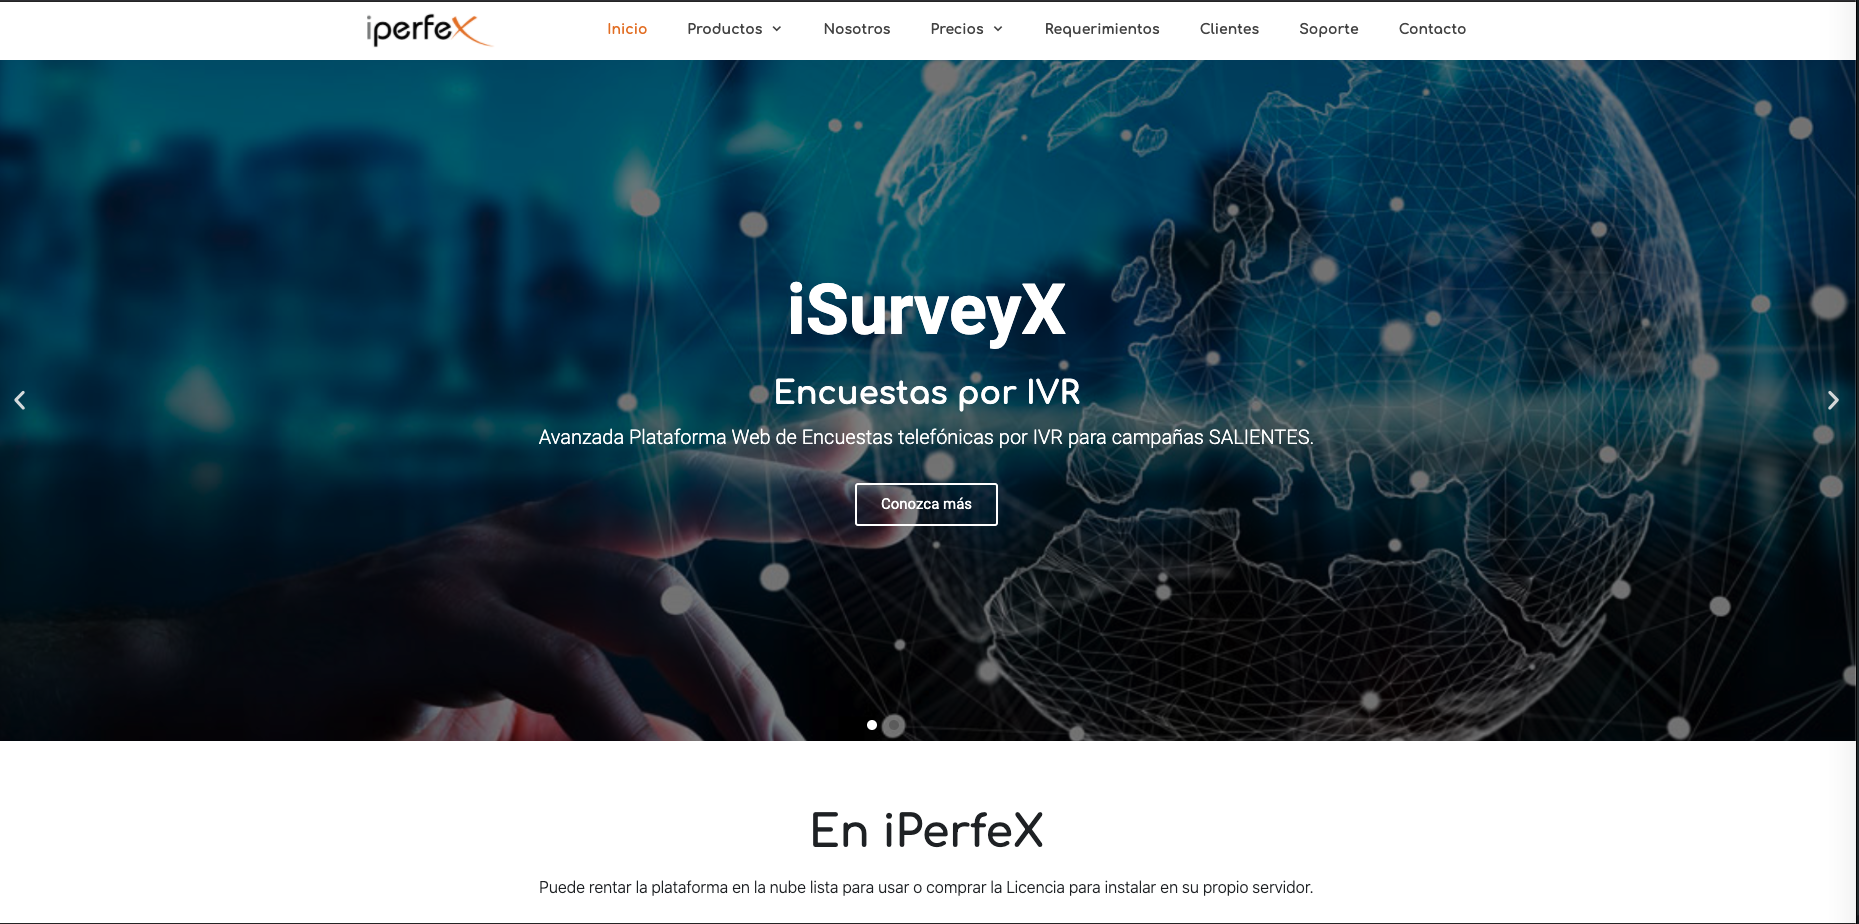 iperfex
Inicio Productos Nosotros Precios Requerimientos Clientes Soporte Contacto
iSurveyX
Encuestas por IVR
Avanzada Plataforma Web de Encuestas telefónicas por IVR para campañas SALIENTES.
Conozca más
En iPerfeX
Puede rentar la plataforma en la nube lista para usar o comprar la Licencia para instalar en su propio servidor.